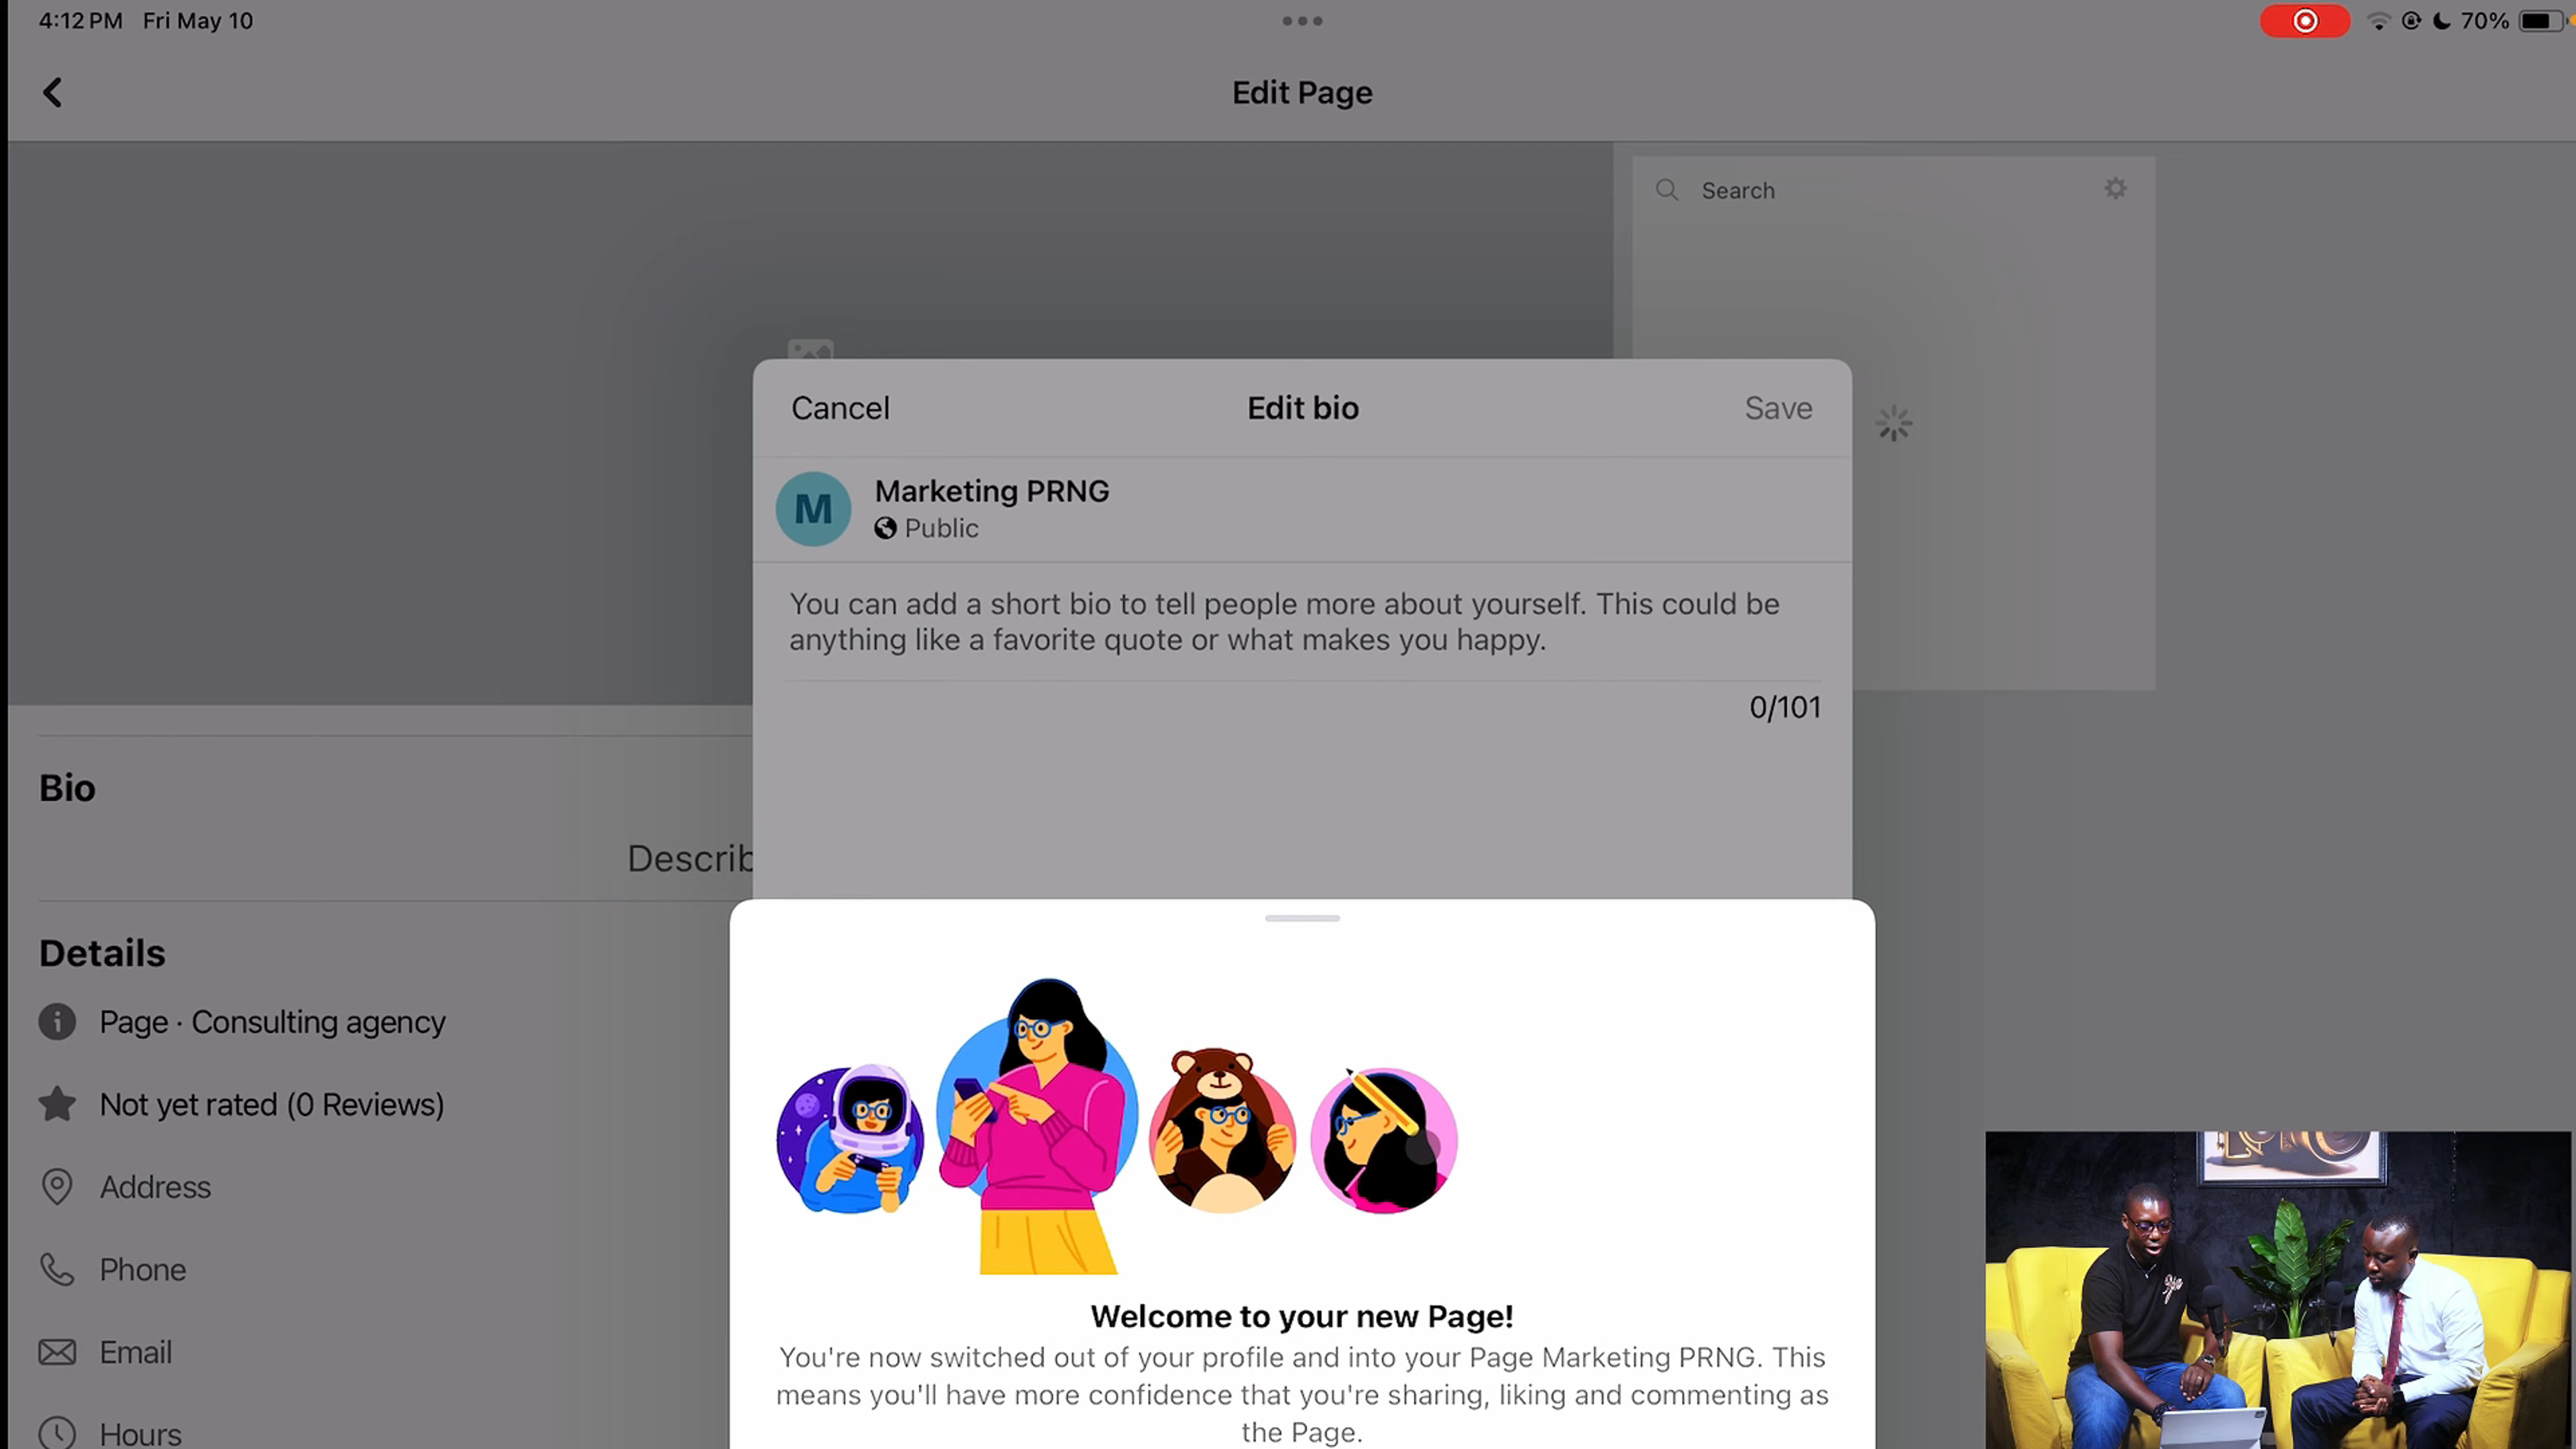 4:12 PM Fri May 10
70%
Edit Page
Search
Cancel
Edit bio
Save
M
Marketing PRNG
Public
You can add a short bio to tell people more about yourself. This could be
anything like a favorite quote or what makes you happy.
0/101
Bio
Describ
Details
Page · Consulting agency
Not yet rated (0 Reviews)
Address
Phone
Email
Hours
Welcome to your new Page!
You're now switched out of your profile and into your Page Marketing PRNG. This
means you'll have more confidence that you're sharing, liking and commenting as
the Page.